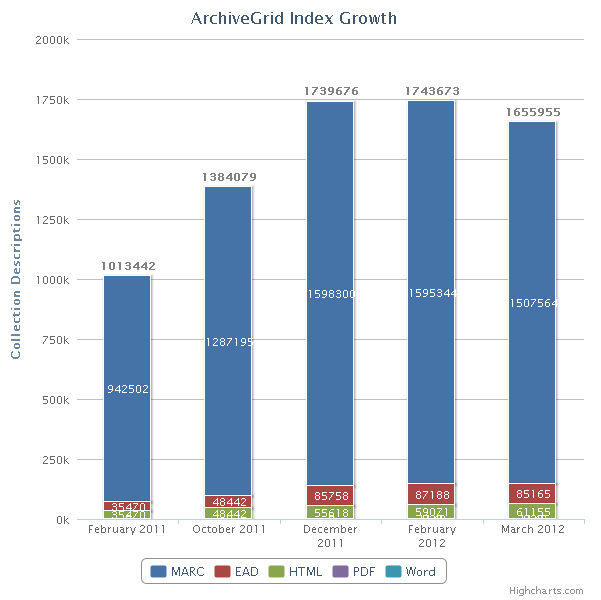 ArchiveGrid Index Growth
2000k
1750k
1500k
1250k
1000k
750k
500k
250k
0k
Collection Descriptions
1013442
942502
35470
35470
1384079
1287195
48442
48442
1739676
1598300
85758
55618
1743673
1595344
87188
59071
1655955
1507564
85165
61155
February 2011
October 2011
December
2011
February
2012
March 2012
MARC
EAD
HTML
PDF
Word
Highcharts.com